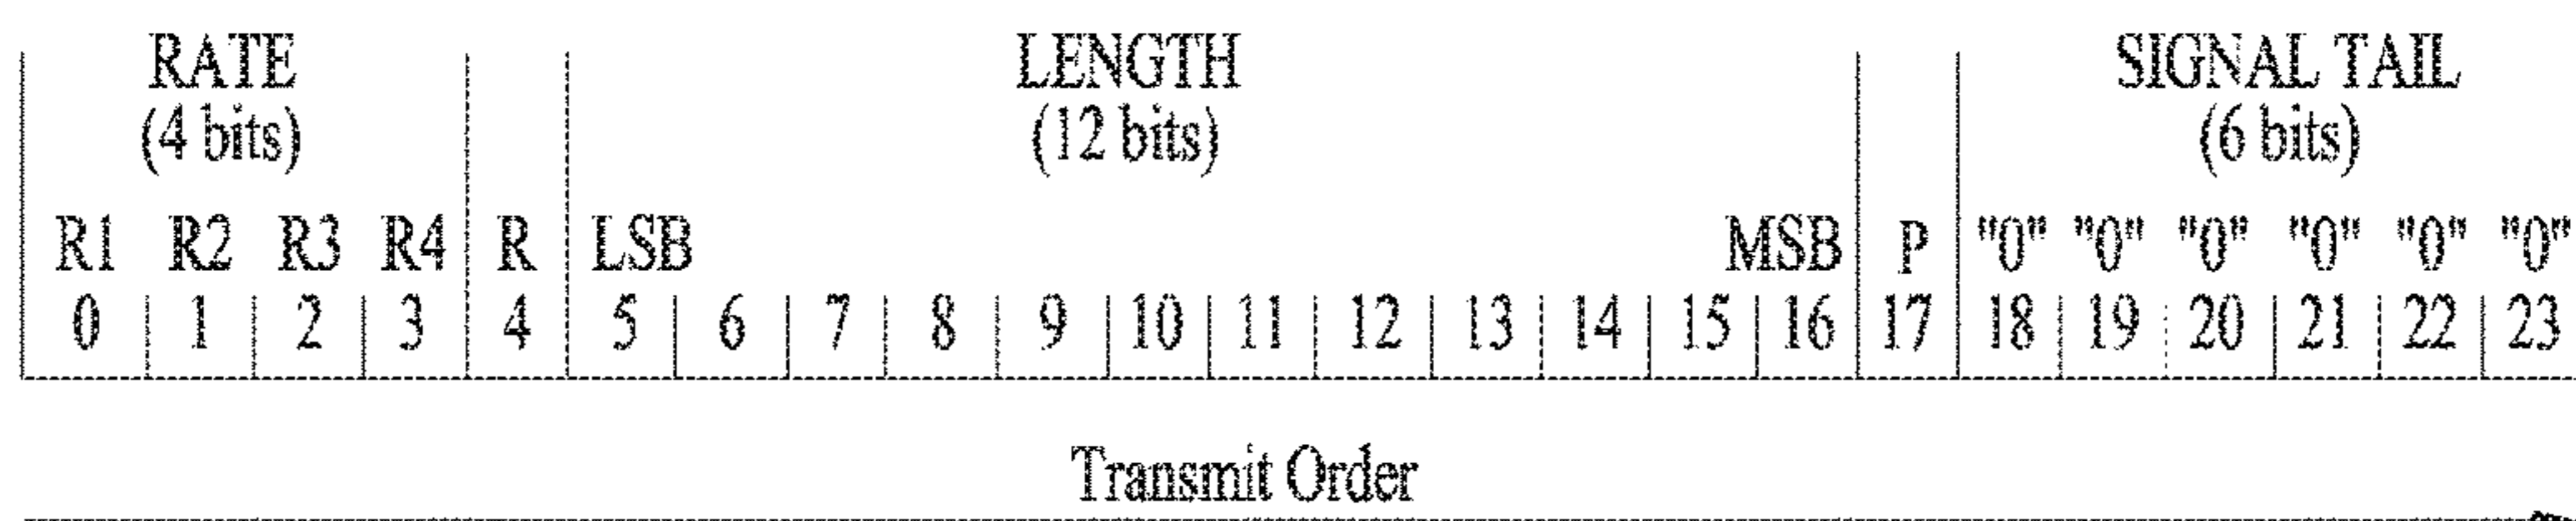 RATE LENGTH SIGNAL TAIL
(4 bits) (12 bits) (6 bits)
R1 R2 R3 R4 R LSB MSB P "0" "0" "0" "0" "0" "0"
0 1 2 3 4 5 6 7 8 9 10 11 12 13 14 15 16 17 18 19 20 21 22 23
Transmit Order